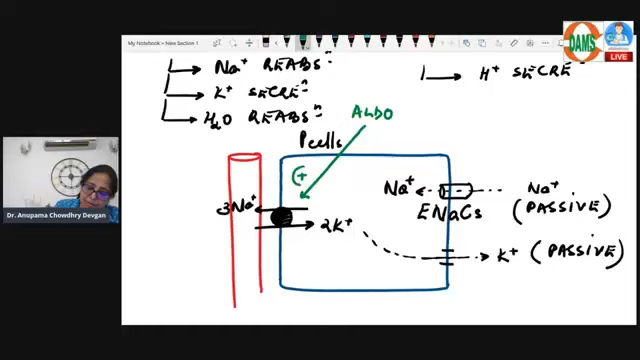 My Notebook > New Section 1
DAMS
LIVE
Na+ REABSn
K+ SECREn
H2O REABSn
H+ SECREn
ALDO
Pcells
(+
3Na+
2K+
Na+
ENaCs
Na+
(PASSIVE)
K+ (PASSIVE)
Dr. Anupama Chowdhry Devgan